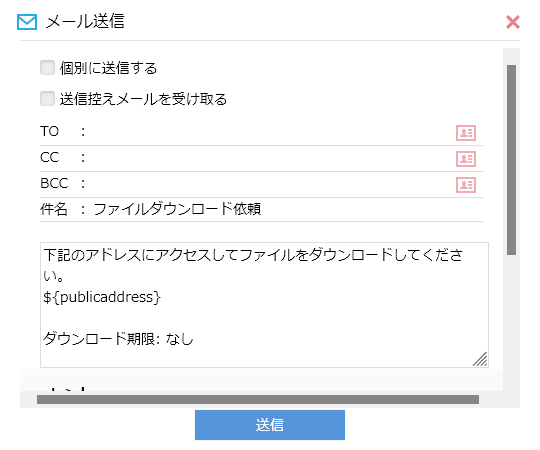 メール送信
個別に送信する
送信控えメールを受け取る
TO :
CC :
BCC :
件名 : ファイルダウンロード依頼
下記のアドレスにアクセスしてファイルをダウンロードしてくださ
い。
${publicaddress}
ダウンロード期限: なし
送信